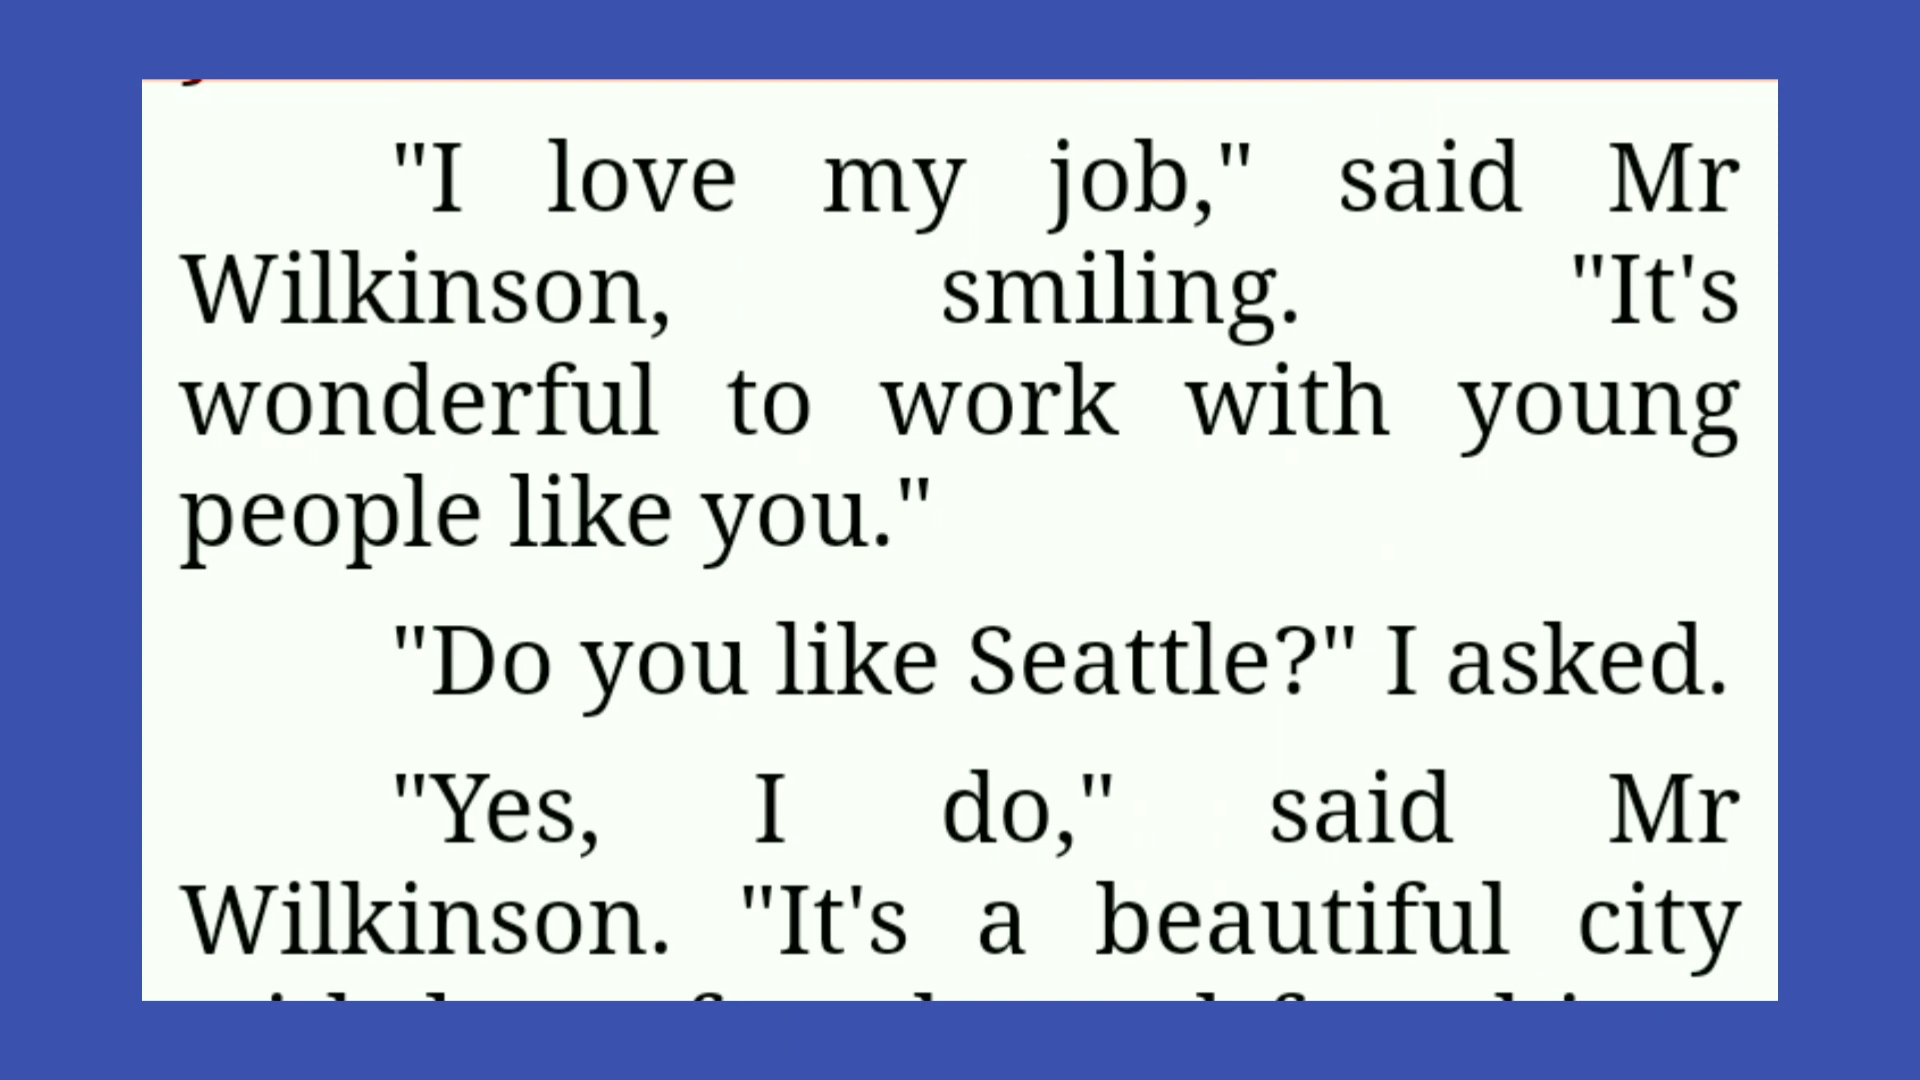 "I love my job," said Mr
Wilkinson, smiling. "It's
wonderful to work with young
people like you."
"Do you like Seattle?" I asked.
"Yes, I do," said Mr
Wilkinson. "It's a beautiful city